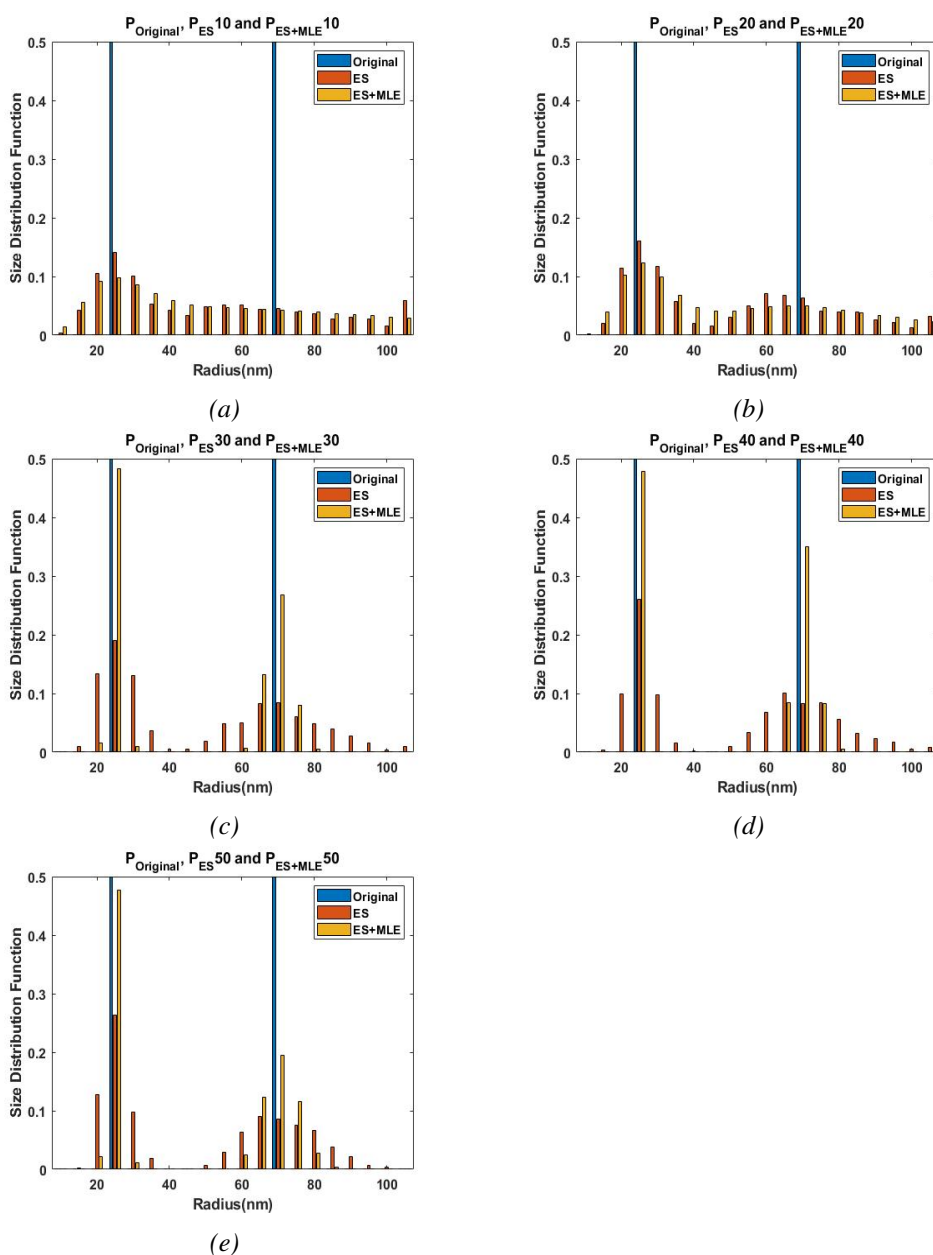 P_Original, P_ES10 and P_ES+MLE10
0.5
0.4
0.3
0.2
0.1
0
Size Distribution Function
20 40 60 80 100
Radius(nm)
Original
ES
ES+MLE
(a)
P_Original, P_ES20 and P_ES+MLE20
0.5
0.4
0.3
0.2
0.1
0
Size Distribution Function
20 40 60 80 100
Radius(nm)
Original
ES
ES+MLE
(b)
P_Original, P_ES30 and P_ES+MLE30
0.5
0.4
0.3
0.2
0.1
0
Size Distribution Function
20 40 60 80 100
Radius(nm)
Original
ES
ES+MLE
(c)
P_Original, P_ES40 and P_ES+MLE40
0.5
0.4
0.3
0.2
0.1
0
Size Distribution Function
20 40 60 80 100
Radius(nm)
Original
ES
ES+MLE
(d)
P_Original, P_ES50 and P_ES+MLE50
0.5
0.4
0.3
0.2
0.1
0
Size Distribution Function
20 40 60 80 100
Radius(nm)
Original
ES
ES+MLE
(e)